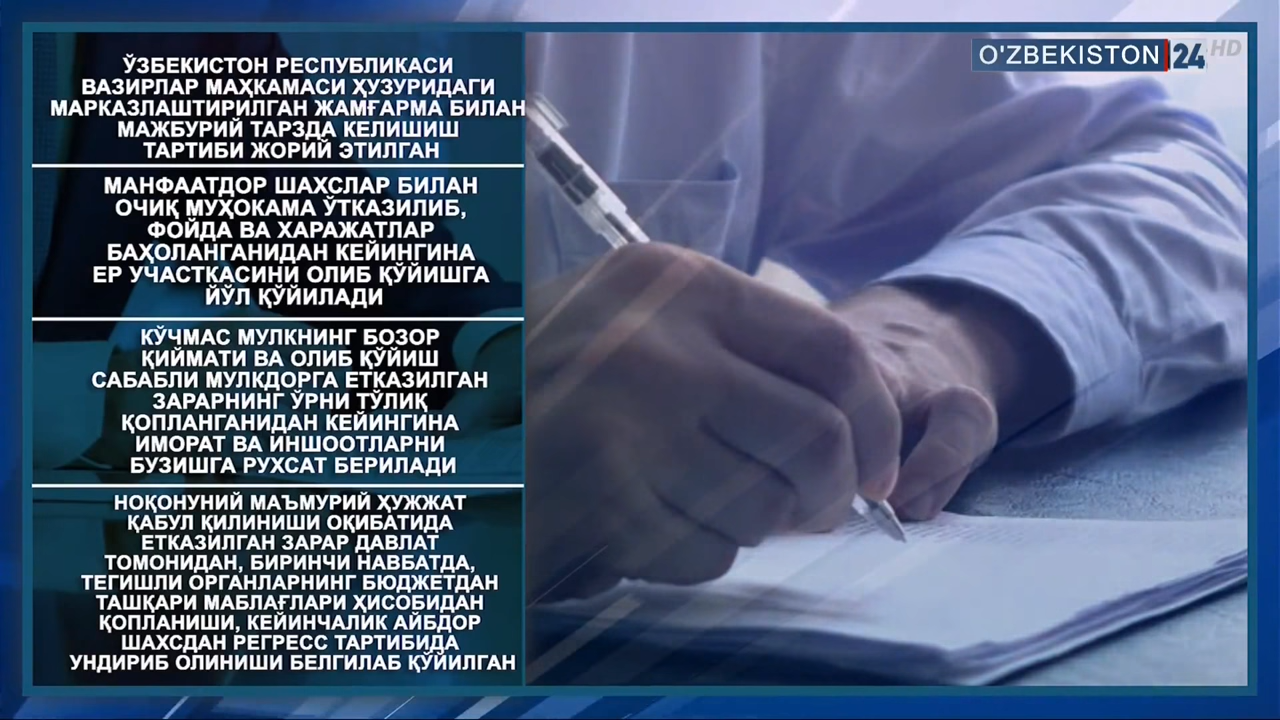 ЎЗБЕКИСТОН РЕСПУБЛИКАСИ
ВАЗИРЛАР МАҲКАМАСИ ҲУЗУРИДАГИ
МАРКАЗЛАШТИРИЛГАН ЖАМҒАРМА БИЛАН
МАЖБУРИЙ ТАРЗДА КЕЛИШИШ
ТАРТИБИ ЖОРИЙ ЭТИЛГАН
МАНФААТДОР ШАХСЛАР БИЛАН
ОЧИҚ МУҲОКАМА ЎТКАЗИЛИБ,
ФОЙДА ВА ХАРАЖАТЛАР
БАҲОЛАНГАНИДАН КЕЙИНГИНА
ЕР УЧАСТКАСИНИ ОЛИБ ҚЎЙИШГА
ЙЎЛ ҚЎЙИЛАДИ
КЎЧМАС МУЛКНИНГ БОЗОР
ҚИЙМАТИ ВА ОЛИБ ҚЎЙИШ
САБАБЛИ МУЛКДОРГА ЕТКАЗИЛГАН
ЗАРАРНИНГ ЎРНИ ТЎЛИҚ
ҚОПЛАНГАНИДАН КЕЙИНГИНА
ИМОРАТ ВА ИНШООТЛАРНИ
БУЗИШГА РУХСАТ БЕРИЛАДИ
НОҚОНУНИЙ МАЪМУРИЙ ҲУЖЖАТ
ҚАБУЛ ҚИЛИНИШИ ОҚИБАТИДА
ЕТКАЗИЛГАН ЗАРАР ДАВЛАТ
ТОМОНИДАН, БИРИНЧИ НАВБАТДА,
ТЕГИШЛИ ОРГАНЛАРНИНГ БЮДЖЕТДАН
ТАШҚАРИ МАБЛАҒЛАРИ ҲИСОБИДАН
ҚОПЛАНИШИ, КЕЙИНЧАЛИК АЙБДОР
ШАХСДАН РЕГРЕСС ТАРТИБИДА
УНДИРИБ ОЛИНИШИ БЕЛГИЛАБ ҚЎЙИЛГАН
O'ZBEKISTON 24 HD